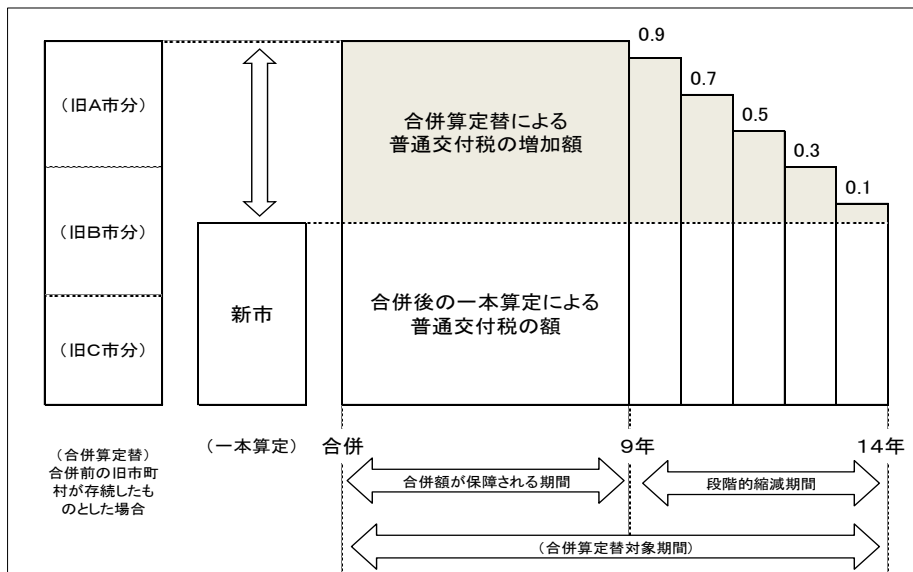 (旧A市分)
(旧B市分)
(旧C市分)
(合併算定替)
合併前の旧市町
村が存続したも
のとした場合
新市
(一本算定)
合併算定替による
普通交付税の増加額
合併後の一本算定による
普通交付税の額
0.9
0.7
0.5
0.3
0.1
合併
9年
14年
合併額が保障される期間
段階的縮減期間
(合併算定替対象期間)